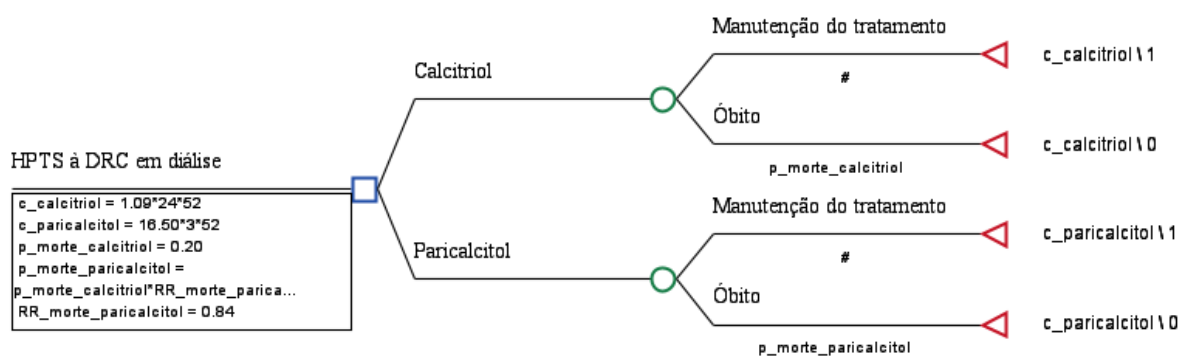 Manutenção do tratamento
c_calcitriol \ 1
#
Calcitriol
Óbito
c_calcitriol \ 0
p_morte_calcitriol
HPTS à DRC em diálise
c_calcitriol = 1.09*24*52
c_paricalcitol = 16.50*3*52
p_morte_calcitriol = 0.20
p_morte_paricalcitol =
p_morte_calcitriol*RR_morte_parica...
RR_morte_paricalcitol = 0.84
Manutenção do tratamento
c_paricalcitol \ 1
#
Paricalcitol
Óbito
c_paricalcitol \ 0
p_morte_paricalcitol